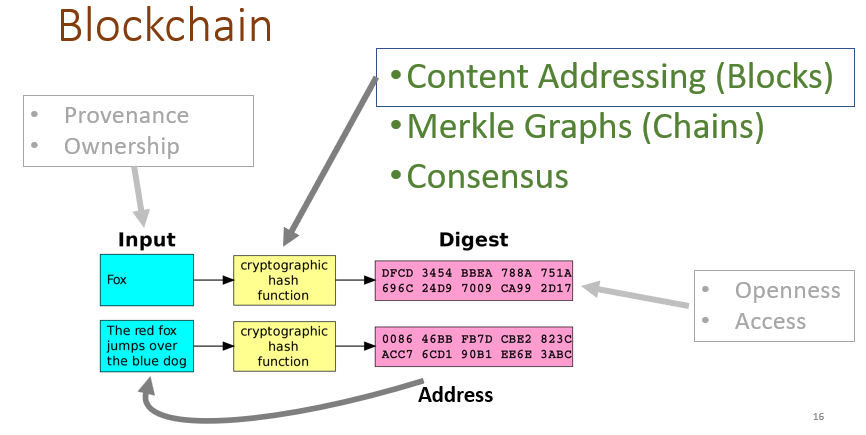 Blockchain
• Content Addressing (Blocks)
• Merkle Graphs (Chains)
• Consensus
• Provenance
• Ownership
Input
Digest
Fox
cryptographic
hash
function
DFCD 3454 BBEA 788A 751A
696C 24D9 7009 CA99 2D17
The red fox
jumps over
the blue dog
cryptographic
hash
function
0086 46BB FB7D CBE2 823C
ACC7 6CD1 90B1 EE6E 3ABC
• Openness
• Access
Address
16